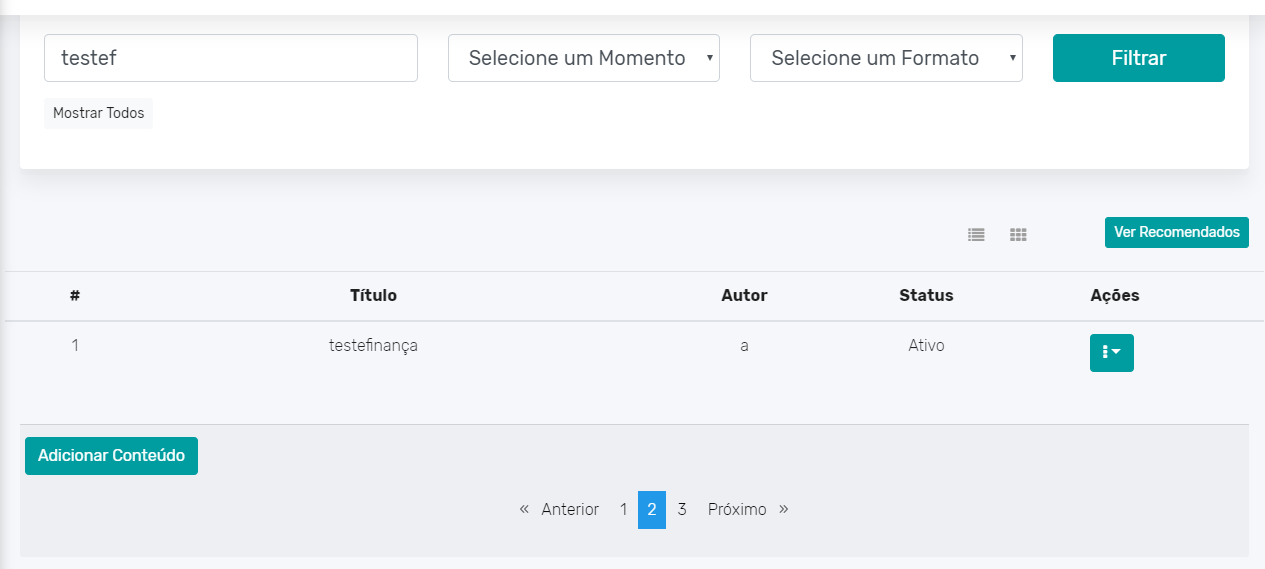 testef Selecione um Momento Selecione um Formato Filtrar
Mostrar Todos
Ver Recomendados
# Título Autor Status Ações
1 testefinança a Ativo
Adicionar Conteúdo
« Anterior 1 2 3 Próximo »